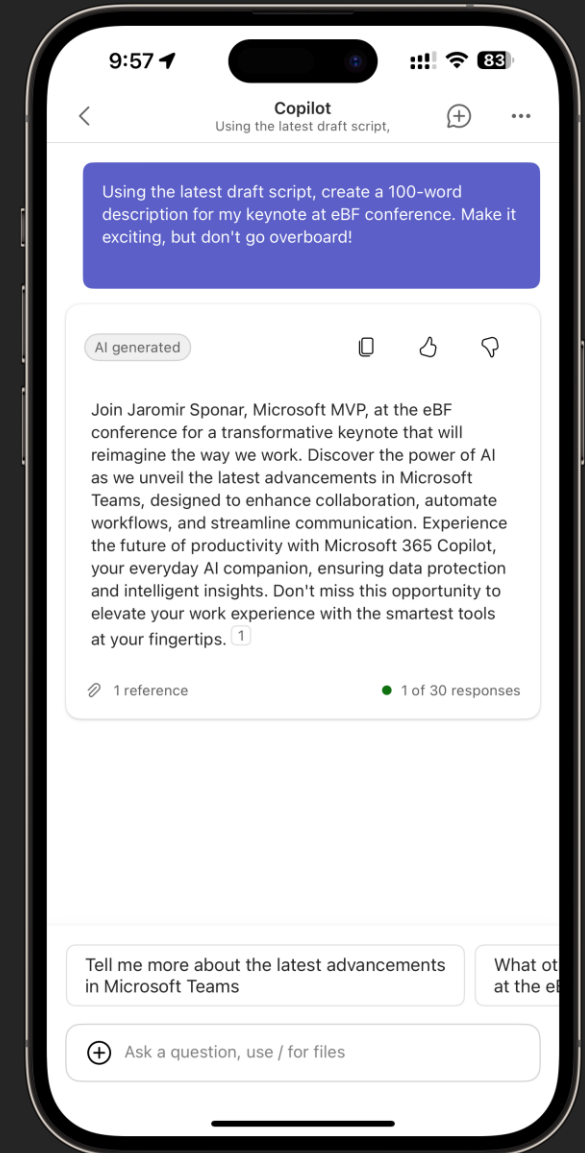 9:57
83
Copilot
Using the latest draft script,
Using the latest draft script, create a 100-word
description for my keynote at eBF conference. Make it
exciting, but don't go overboard!
AI generated
Join Jaromir Sponar, Microsoft MVP, at the eBF
conference for a transformative keynote that will
reimagine the way we work. Discover the power of AI
as we unveil the latest advancements in Microsoft
Teams, designed to enhance collaboration, automate
workflows, and streamline communication. Experience
the future of productivity with Microsoft 365 Copilot,
your everyday AI companion, ensuring data protection
and intelligent insights. Don't miss this opportunity to
elevate your work experience with the smartest tools
at your fingertips. 1
1 reference
1 of 30 responses
Tell me more about the latest advancements
in Microsoft Teams
What ot
at the eB
Ask a question, use / for files